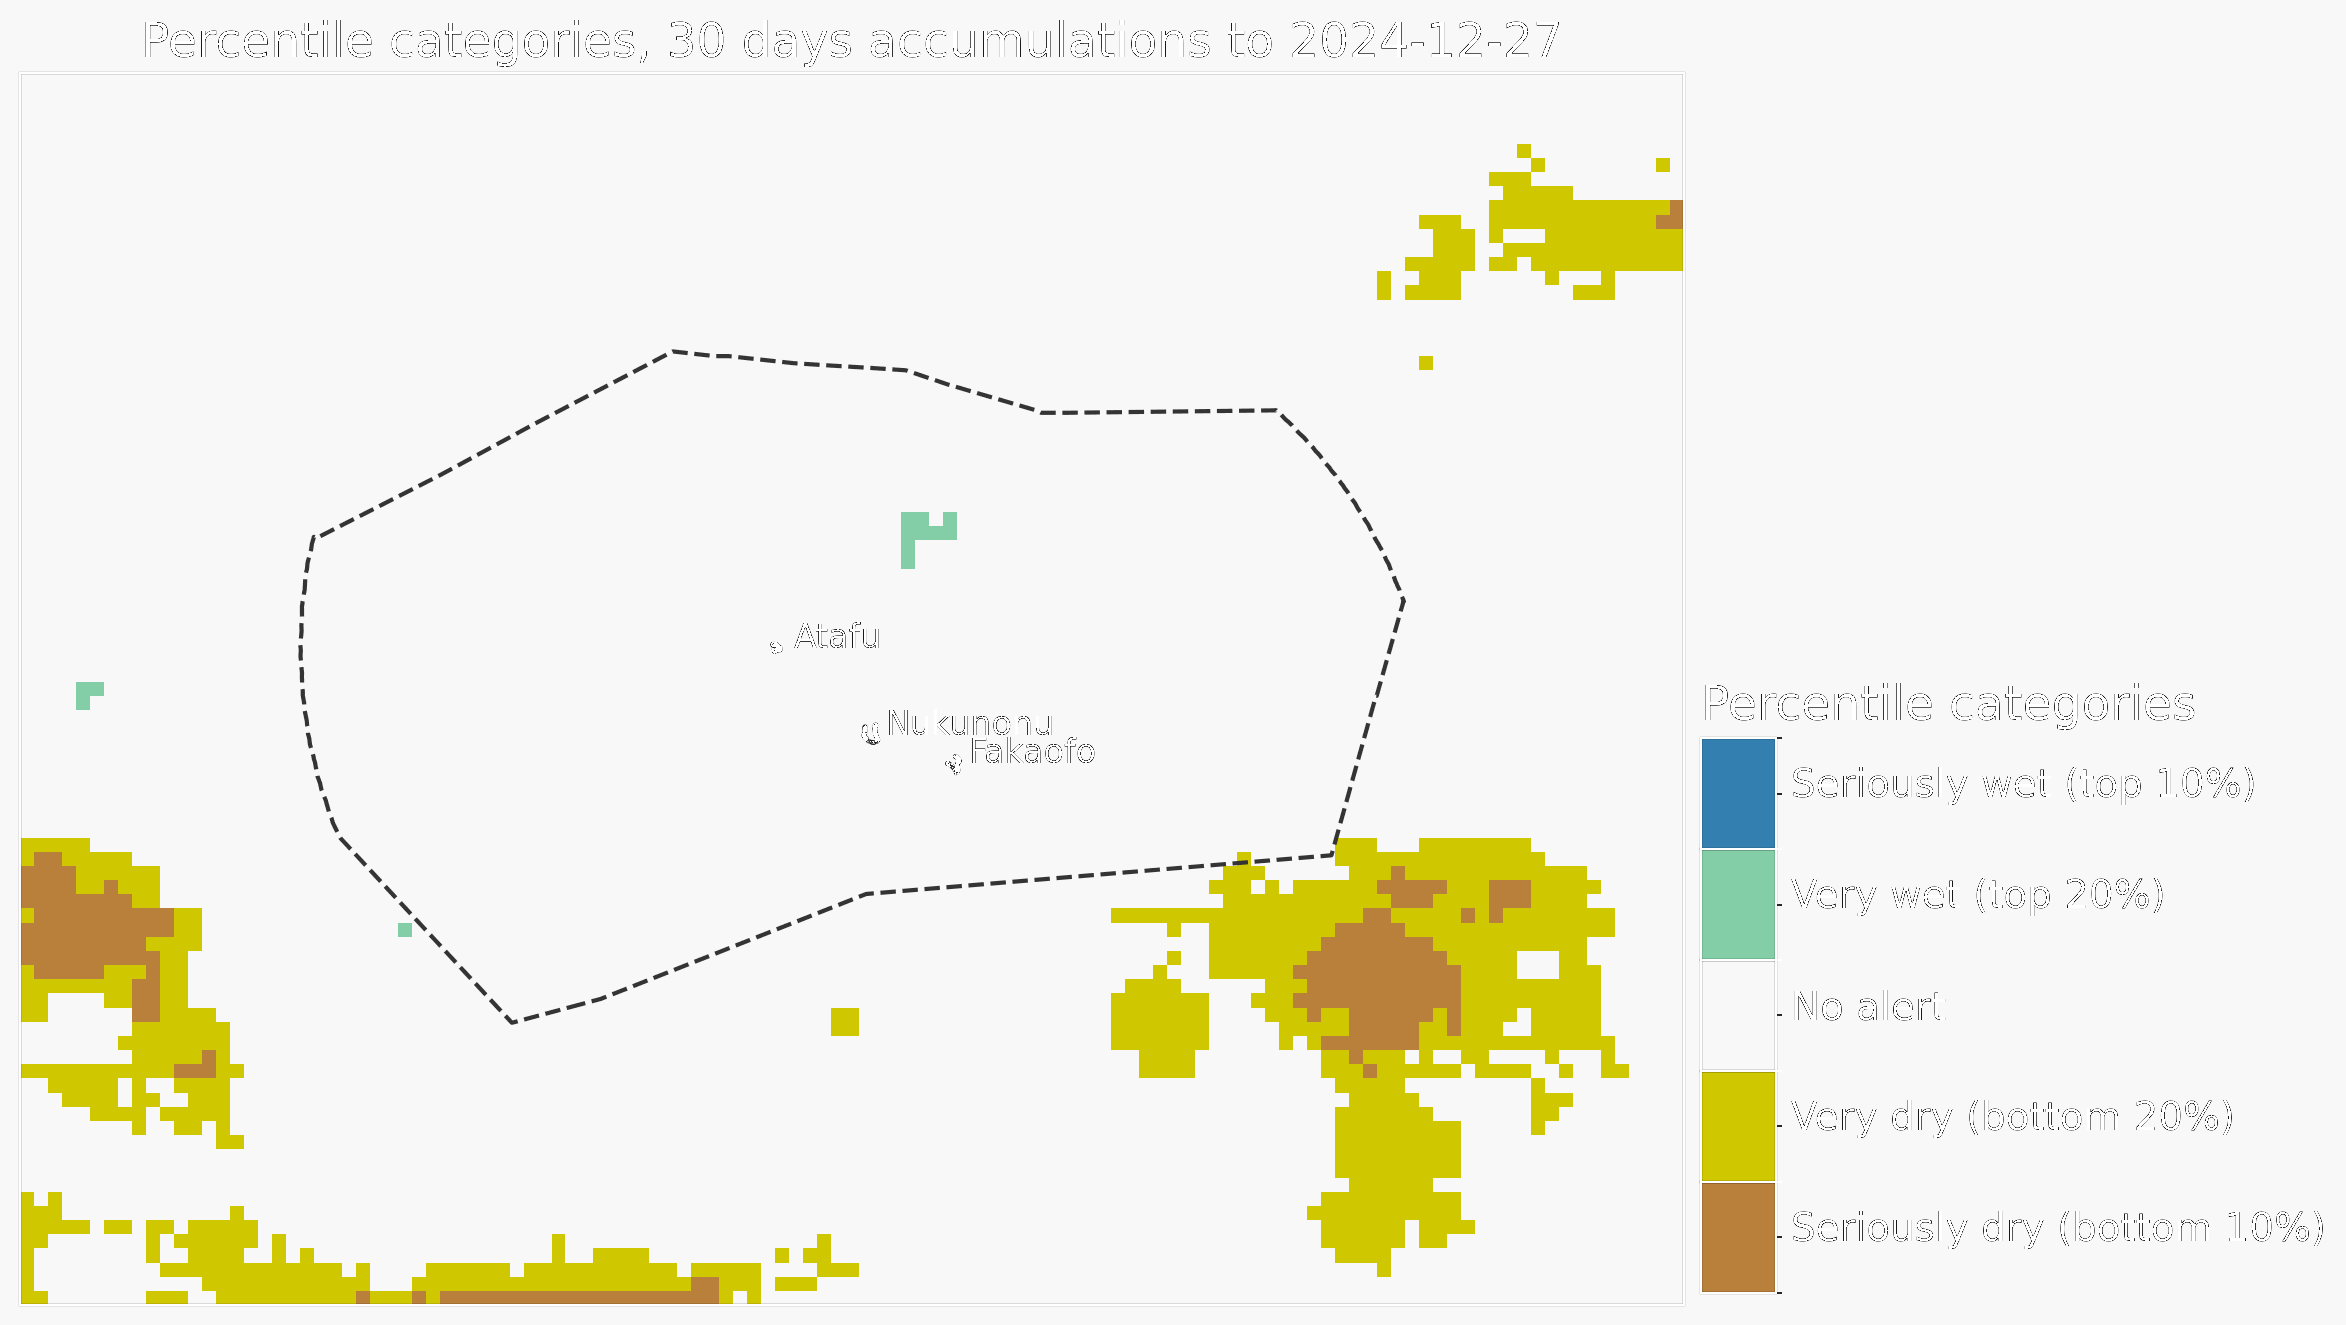 Percentile categories, 30 days accumulations to 2024-12-27
Atafu
Nukunonu
Fakaofo
Percentile categories
Seriously wet (top 10%)
Very wet (top 20%)
No alert
Very dry (bottom 20%)
Seriously dry (bottom 10%)